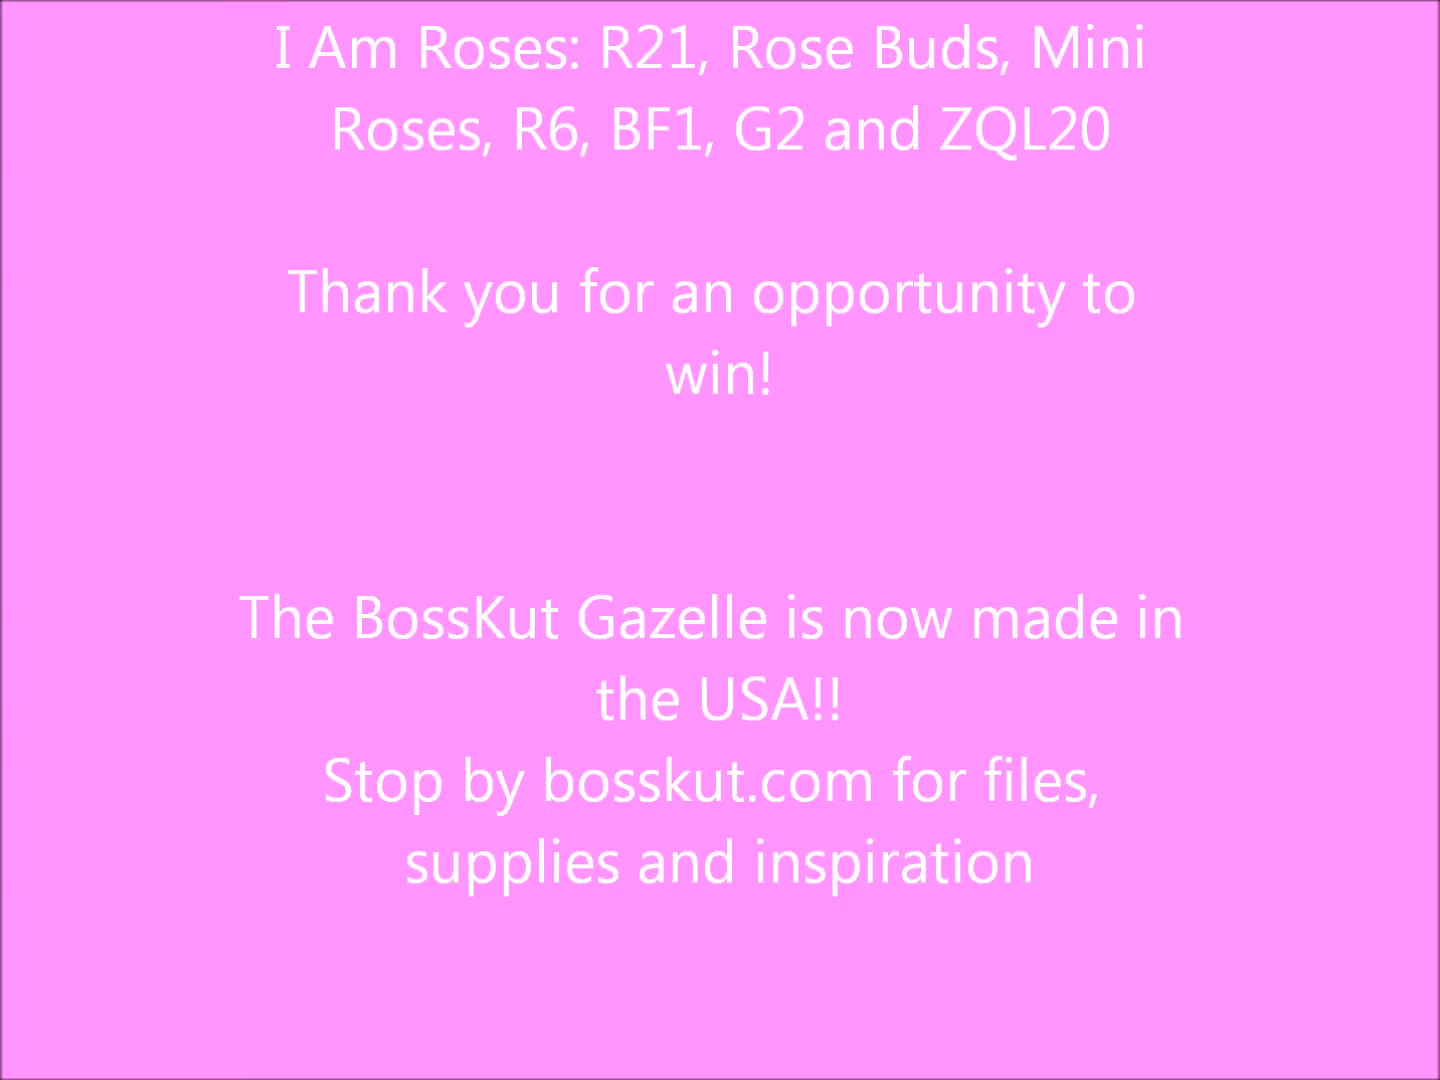 I Am Roses: R21, Rose Buds, Mini
Roses, R6, BF1, G2 and ZQL20
Thank you for an opportunity to
win!
The BossKut Gazelle is now made in
the USA!!
Stop by bosskut.com for files,
supplies and inspiration